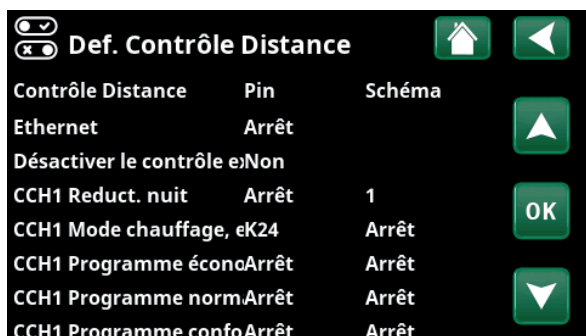 Def. Contrôle Distance
Contrôle Distance Pin Schéma
Ethernet Arrêt
Désactiver le contrôle ex Non
CCH1 Reduct. nuit Arrêt 1
CCH1 Mode chauffage, e K24 Arrêt
OK
CCH1 Programme écono Arrêt Arrêt
CCH1 Programme norm Arrêt Arrêt
CCH1 Programme confo Arrêt Arrêt